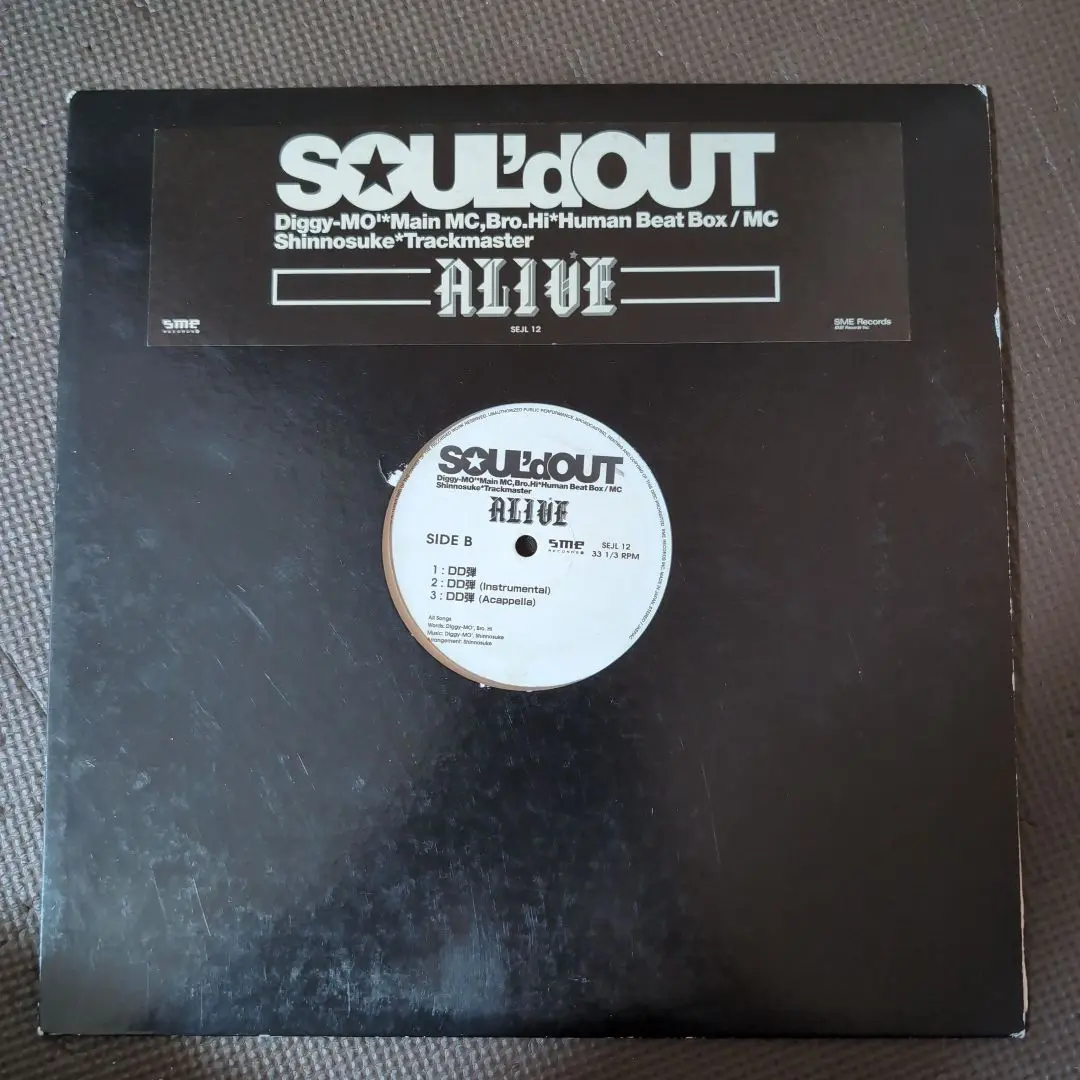 SOUL'dOUT
Diggy-MO'*Main MC,Bro.Hi*Human Beat Box / MC
Shinnosuke*Trackmaster
ALIVE
SEJL 12
sme
RECORDS
SME Records
SOUL'dOUT
Diggy-MO'*Main MC,Bro.Hi*Human Beat Box / MC
Shinnosuke*Trackmaster
ALIVE
SIDE B
sme
RECORDS
SEJL 12
33 1/3 RPM
1 : DD弾
2 : DD弾 (Instrumental)
3 : DD弾 (Acappella)
All Songs
Words: Diggy-MO', Bro. Hi
Music: Diggy-MO', Shinnosuke
Arrangement: Shinnosuke